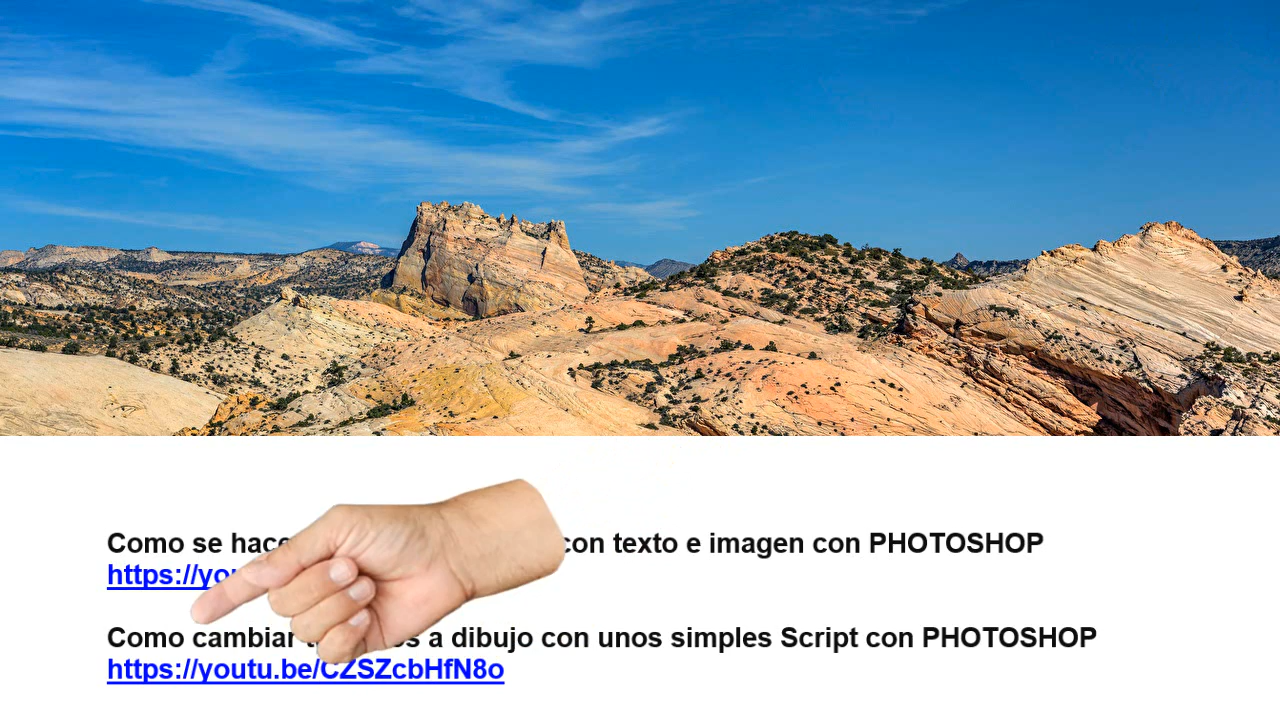 Como se hace con texto e imagen con PHOTOSHOP
https://yo
Como cambiar a dibujo con unos simples Script con PHOTOSHOP
https://youtu.be/CZSZcbHfN8o